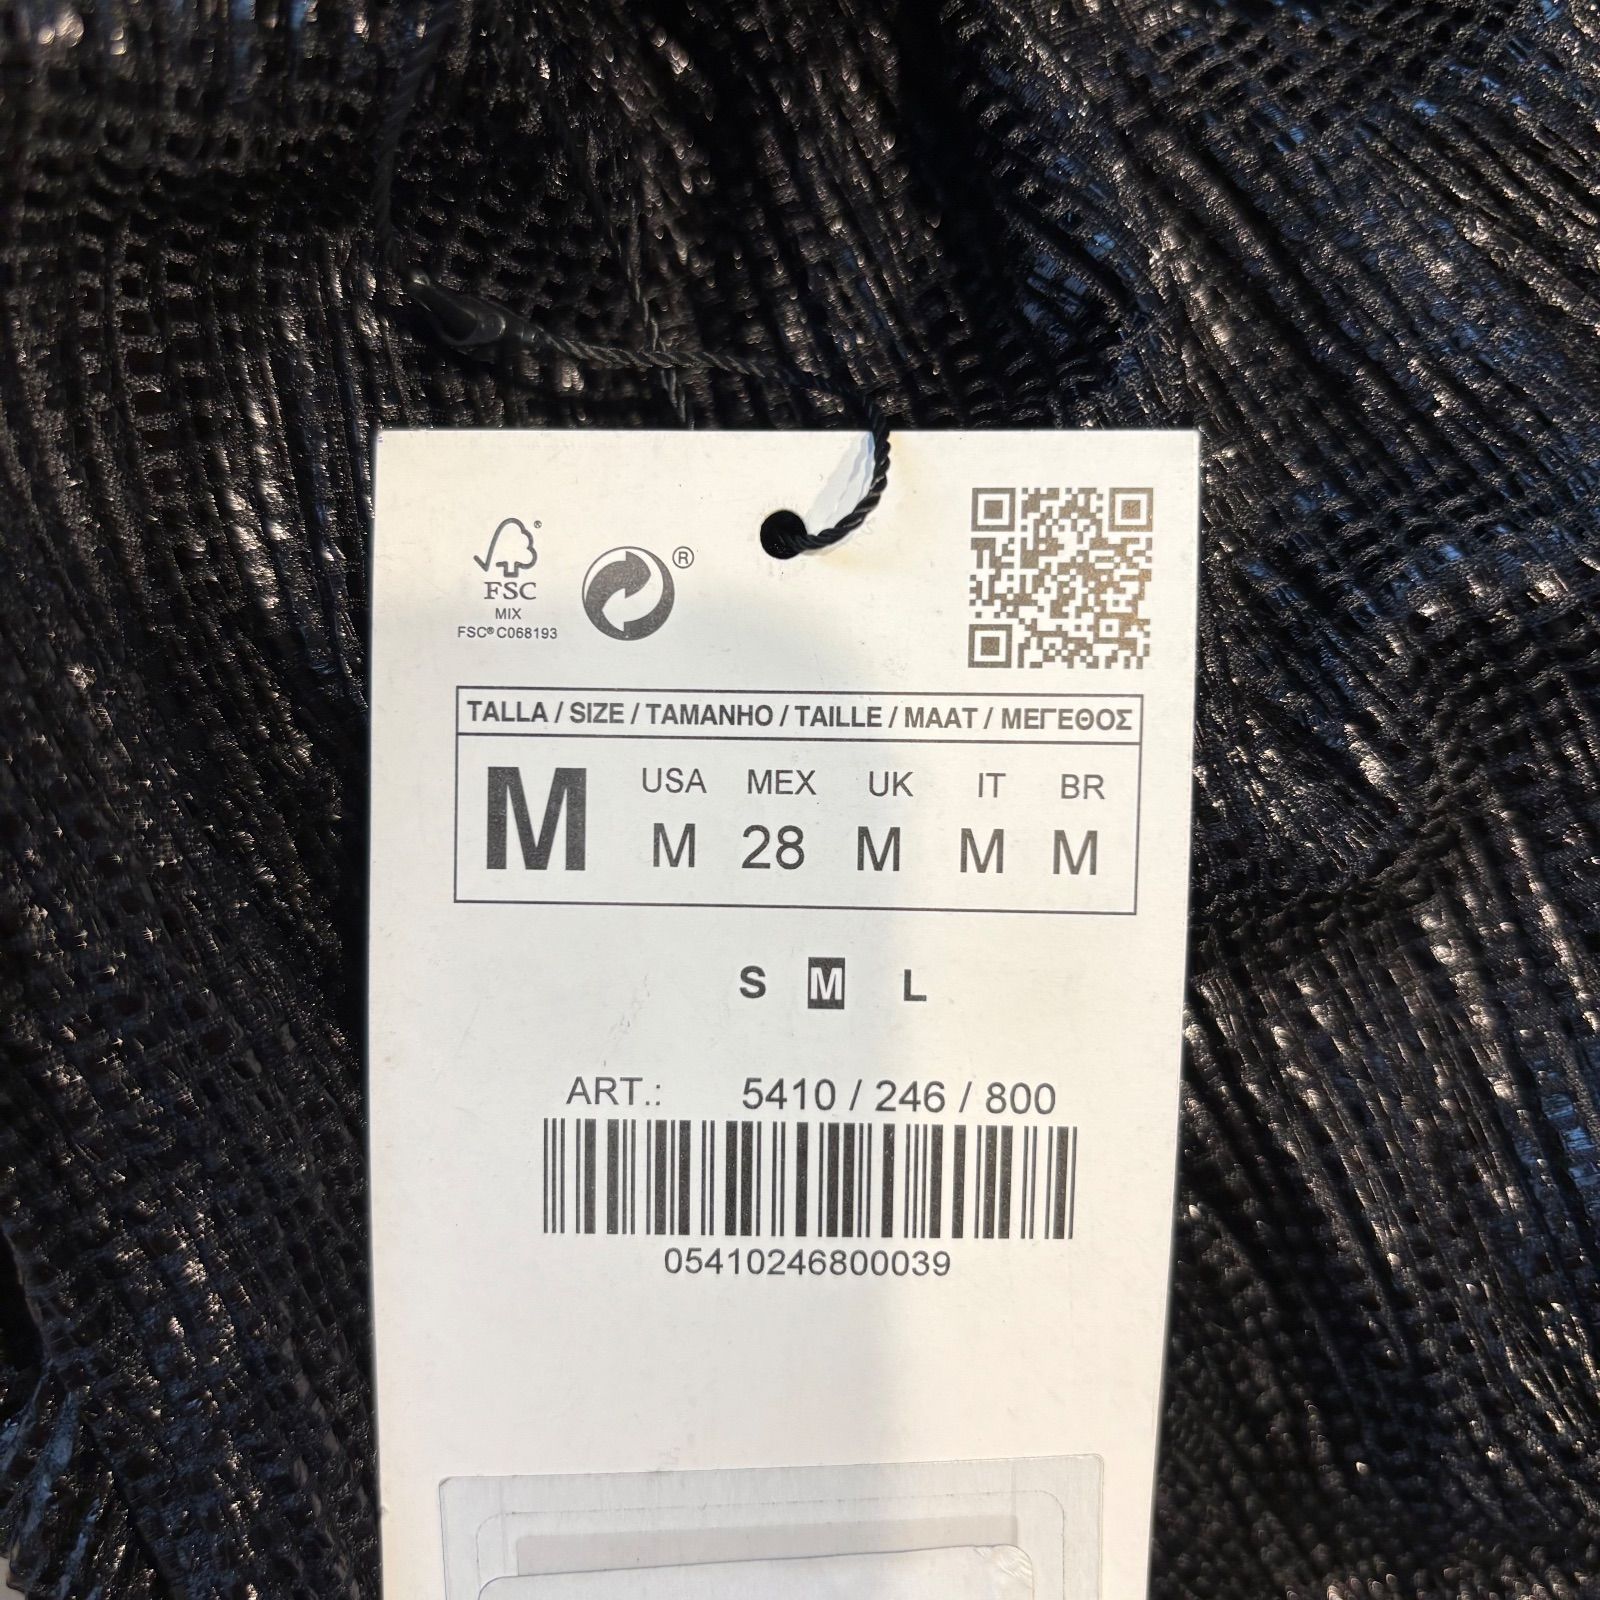 FSC®
MIX
FSC® C068193
®
TALLA / SIZE / TAMANHO / TAILLE / MAAT / ΜΕΓΕΘΟΣ
M
USA MEX UK IT BR
M 28 M M M
S M L
ART.: 5410 / 246 / 800
05410246800039